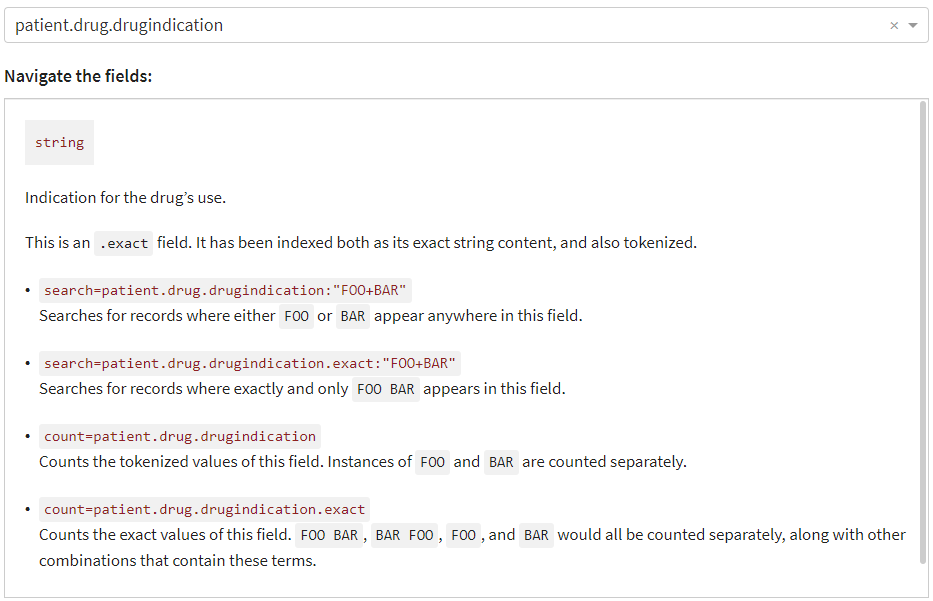 patient.drug.drugindication
Navigate the fields:
string
Indication for the drug’s use.
This is an .exact field. It has been indexed both as its exact string content, and also tokenized.
• search=patient.drug.drugindication:"FOO+BAR"
Searches for records where either FOO or BAR appear anywhere in this field.
• search=patient.drug.drugindication.exact:"FOO+BAR"
Searches for records where exactly and only FOO BAR appears in this field.
• count=patient.drug.drugindication
Counts the tokenized values of this field. Instances of FOO and BAR are counted separately.
• count=patient.drug.drugindication.exact
Counts the exact values of this field. FOO BAR, BAR FOO, FOO, and BAR would all be counted separately, along with other
combinations that contain these terms.